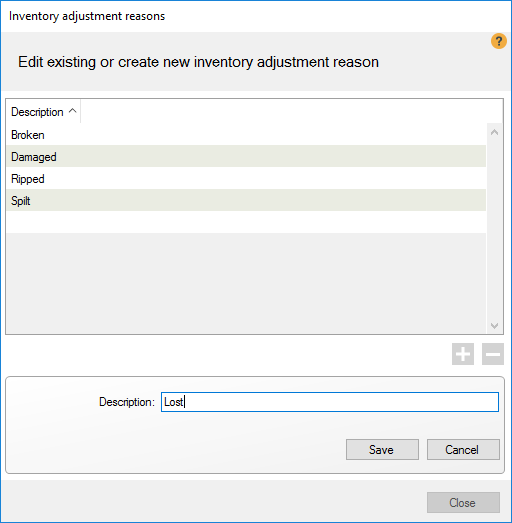 Inventory adjustment reasons
?
Edit existing or create new inventory adjustment reason
Description
Broken
Damaged
Ripped
Spilt
Description: Lost
Save Cancel
Close